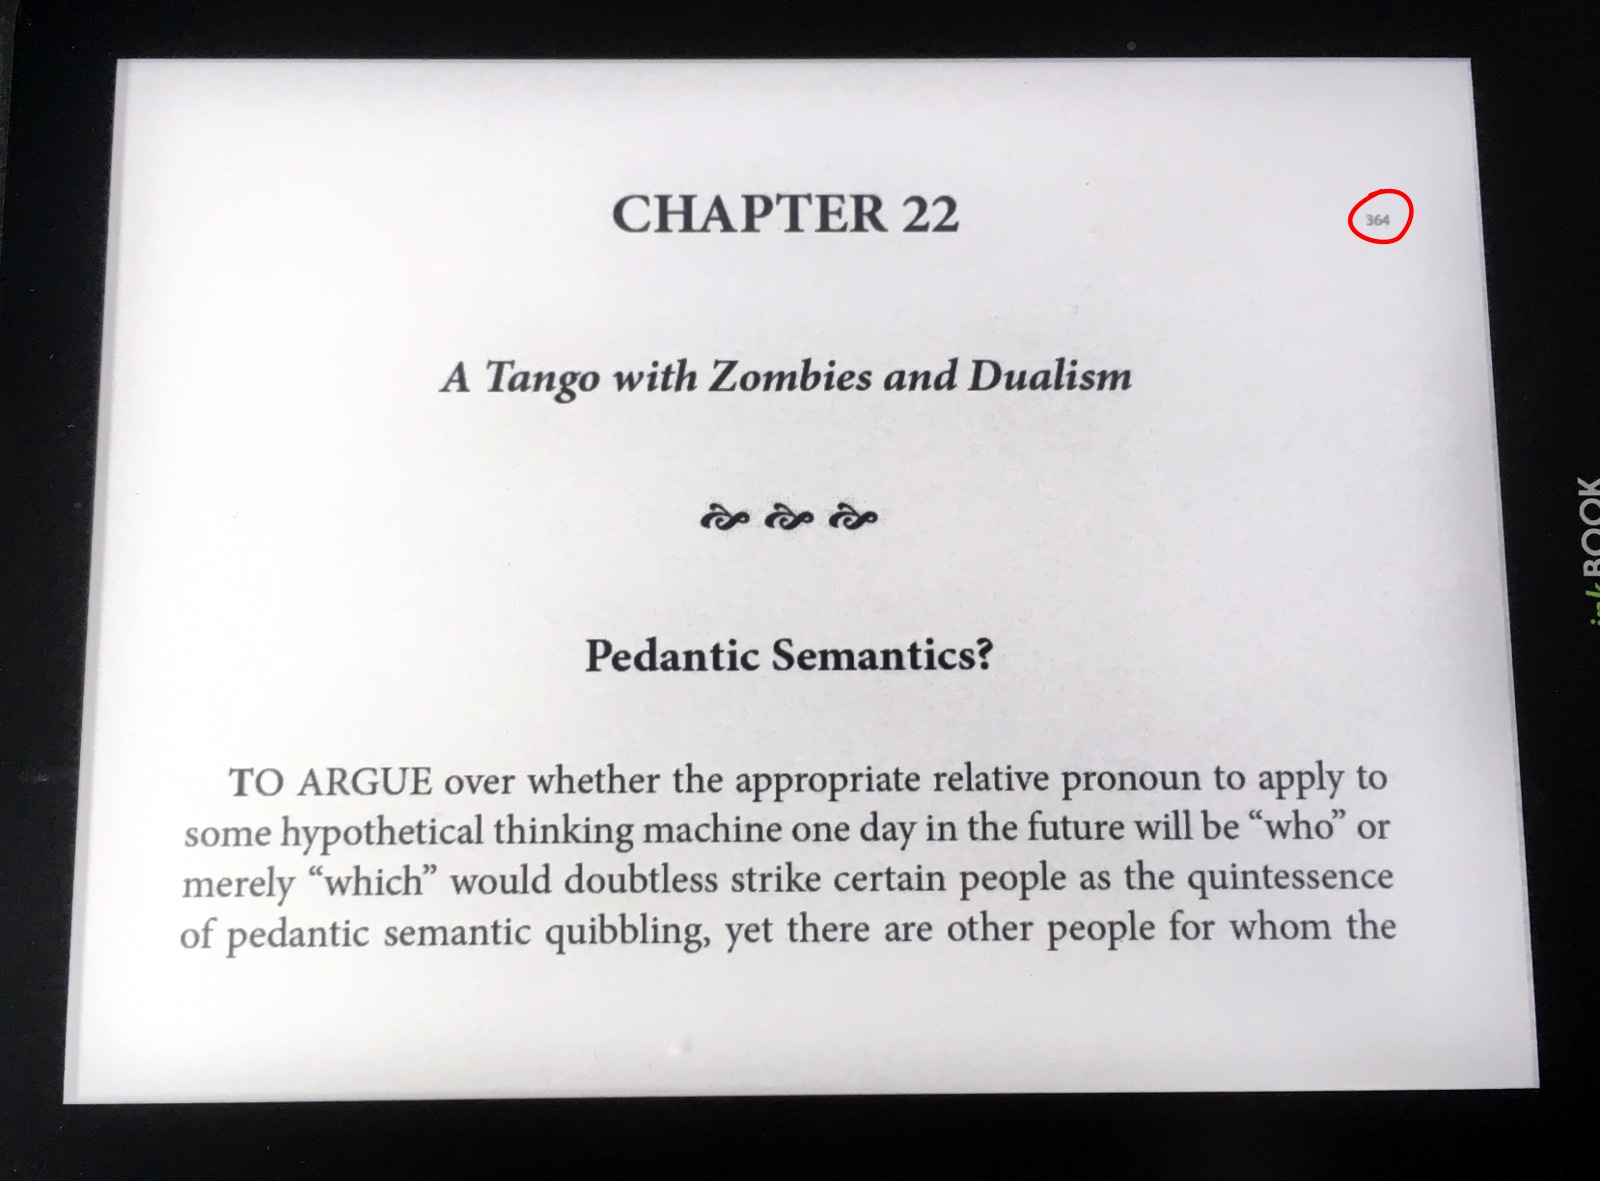 CHAPTER 22
364
A Tango with Zombies and Dualism
Pedantic Semantics?
TO ARGUE over whether the appropriate relative pronoun to apply to
some hypothetical thinking machine one day in the future will be “who” or
merely “which” would doubtless strike certain people as the quintessence
of pedantic semantic quibbling, yet there are other people for whom the
inkBOOK